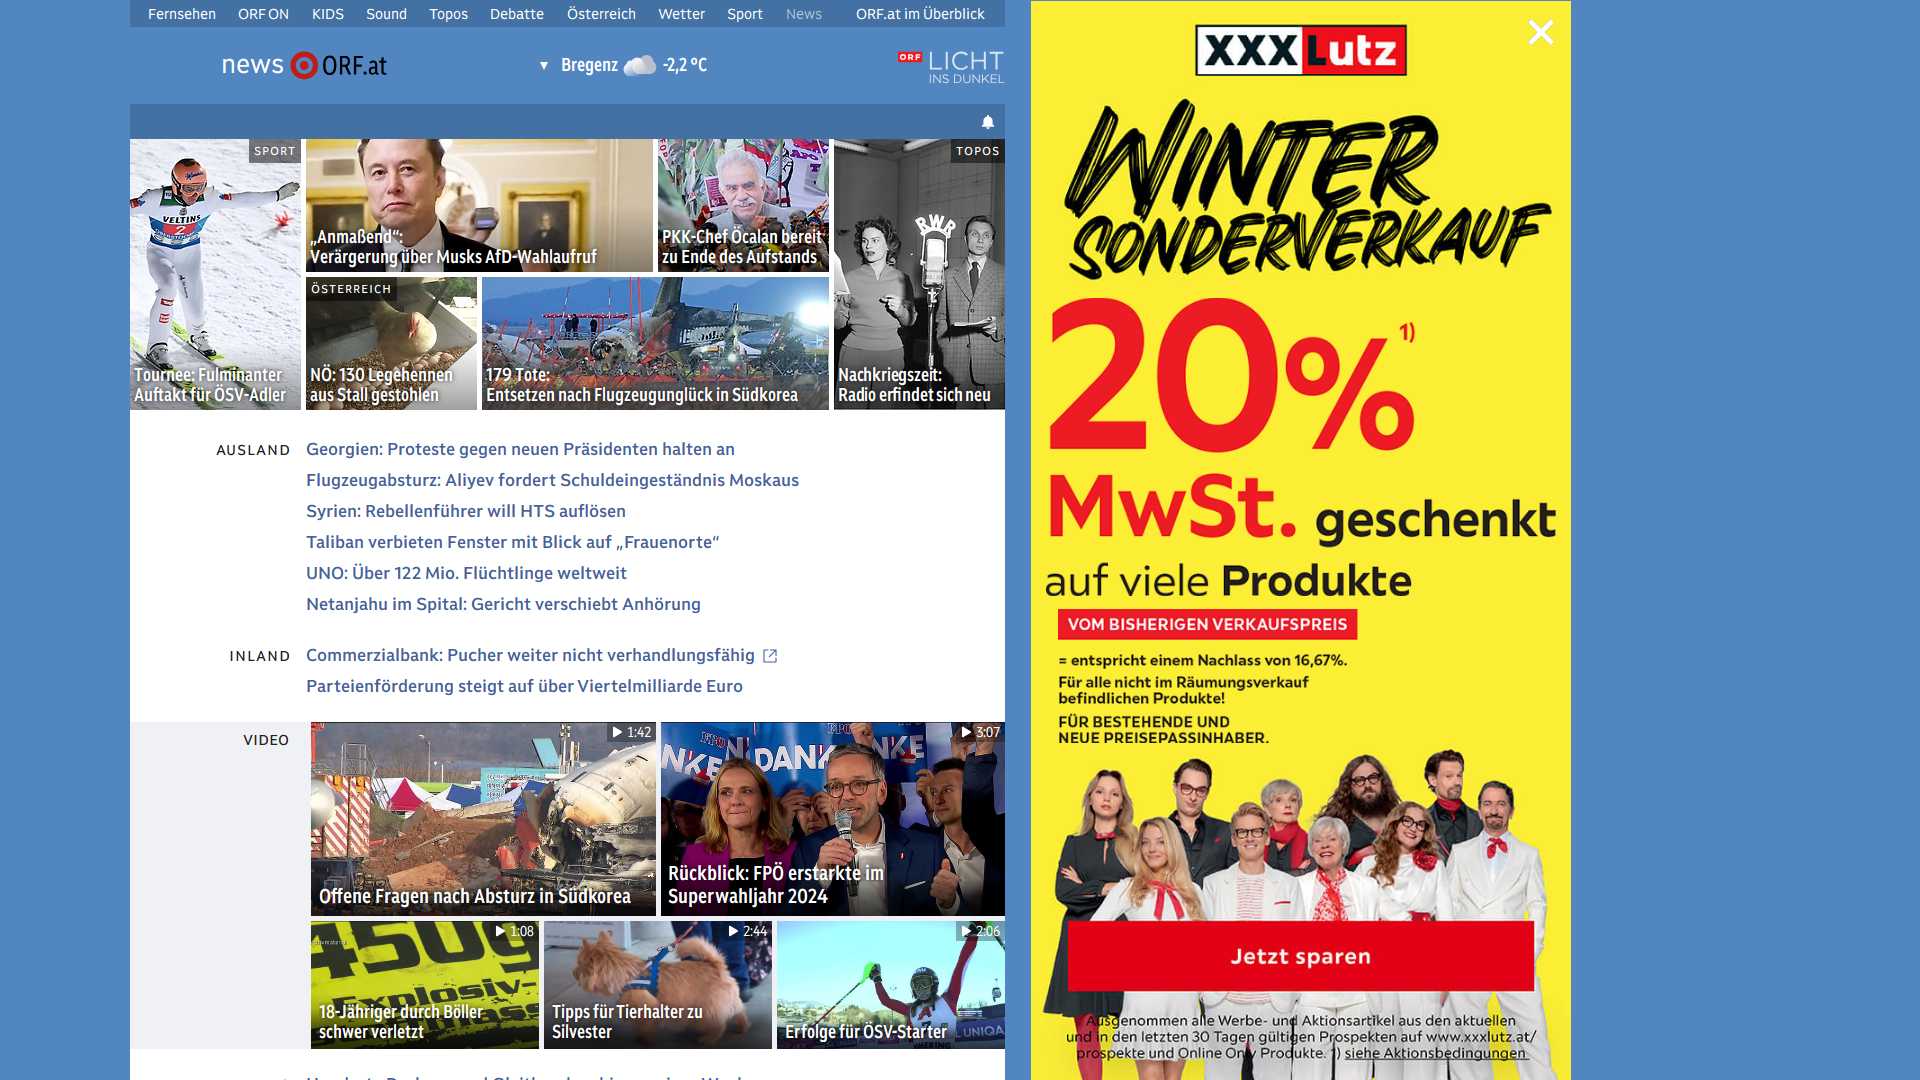 Fernsehen ORF ON KIDS Sound Topos Debatte Österreich Wetter Sport News ORF.at im Überblick
news ORF.at
▼ Bregenz -2,2 °C
ORF LICHT
INS DUNKEL
SPORT
VELTINS
2
Tournee: Fulminanter
Auftakt für ÖSV-Adler
„Anmaßend“:
Verärgerung über Musks AfD-Wahlaufruf
PKK-Chef Öcalan bereit
zu Ende des Aufstands
TOPOS
RWR
Nachkriegszeit:
Radio erfindet sich neu
ÖSTERREICH
NÖ: 130 Legehennen
aus Stall gestohlen
179 Tote:
Entsetzen nach Flugzeugunglück in Südkorea
AUSLAND
Georgien: Proteste gegen neuen Präsidenten halten an
Flugzeugabsturz: Aliyev fordert Schuldeingeständnis Moskaus
Syrien: Rebellenführer will HTS auflösen
Taliban verbieten Fenster mit Blick auf „Frauenorte“
UNO: Über 122 Mio. Flüchtlinge weltweit
Netanjahu im Spital: Gericht verschiebt Anhörung
INLAND
Commerzialbank: Pucher weiter nicht verhandlungsfähig
Parteienförderung steigt auf über Viertelmilliarde Euro
VIDEO
1:42
Offene Fragen nach Absturz in Südkorea
3:07
FPÖ
NKE DANK NKE
Rückblick: FPÖ erstarkte im
Superwahljahr 2024
1:08
450g
Explosiv-
18-Jähriger durch Böller
schwer verletzt
2:44
Tipps für Tierhalter zu
Silvester
2:06
UNIQA
Erfolge für ÖSV-Starter
XXXLutz
WINTER
SONDERVERKAUF
20% 1)
MwSt. geschenkt
auf viele Produkte
VOM BISHERIGEN VERKAUFSPREIS
= entspricht einem Nachlass von 16,67%.
Für alle nicht im Räumungsverkauf
befindlichen Produkte!
FÜR BESTEHENDE UND
NEUE PREISEPASSINHABER.
Jetzt sparen
Ausgenommen alle Werbe- und Aktionsartikel aus den aktuellen
und in den letzten 30 Tagen gültigen Prospekten auf www.xxxlutz.at/
prospekte und Online Only Produkte. 1) siehe Aktionsbedingungen